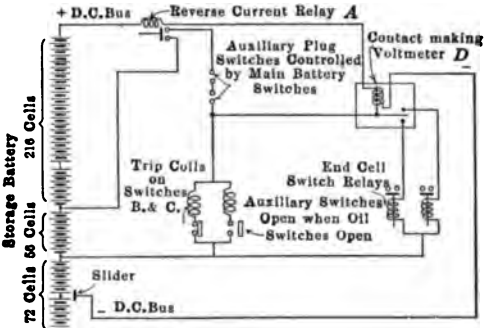 + D.C.Bus
Reverse Current Relay A
Auxiliary Plug
Switches Controlled
by Main Battery
Switches
Contact making
Voltmeter D
–
Storage Battery
216 Cells
56 Cells
72 Cells
Trip Coils
on
Switches
B. & C.
End Cell
Switch Relays
Auxiliary Switches
Open when Oil
Switches Open
Slider
– D.C.Bus